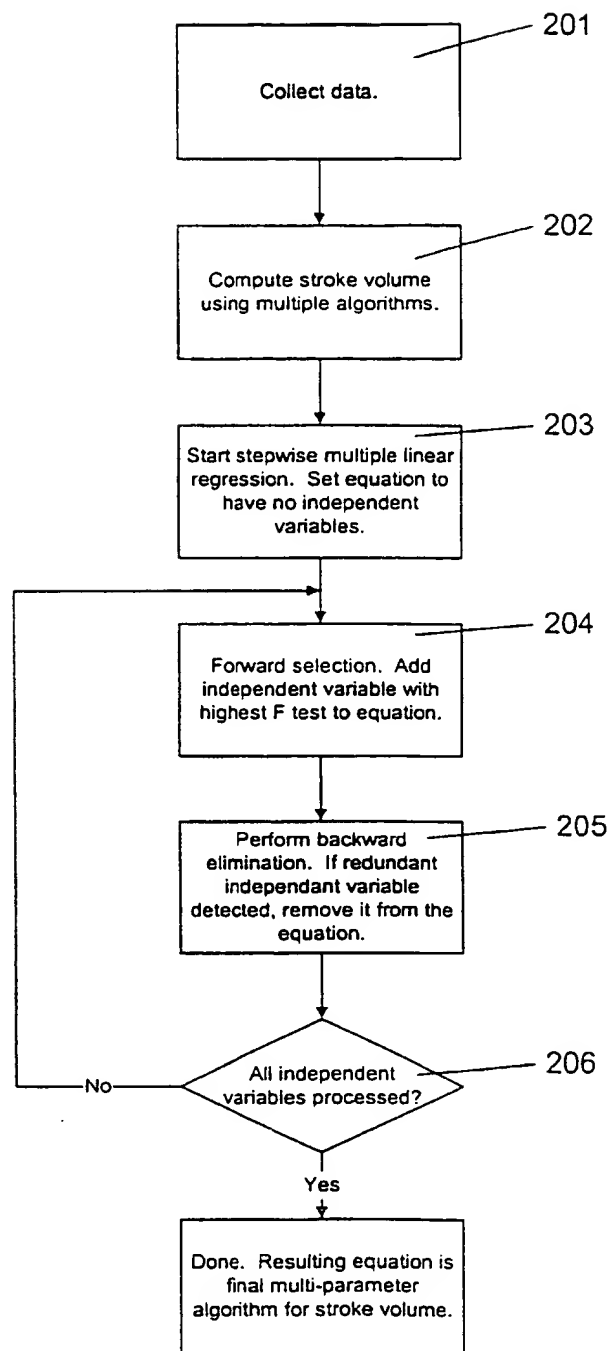 201
Collect data.
202
Compute stroke volume
using multiple algorithms.
203
Start stepwise multiple linear
regression. Set equation to
have no independent
variables.
204
Forward selection. Add
independent variable with
highest F test to equation.
205
Perform backward
elimination. If redundant
independant variable
detected, remove it from the
equation.
206
All independent
variables processed?
No
Yes
Done. Resulting equation is
final multi-parameter
algorithm for stroke volume.